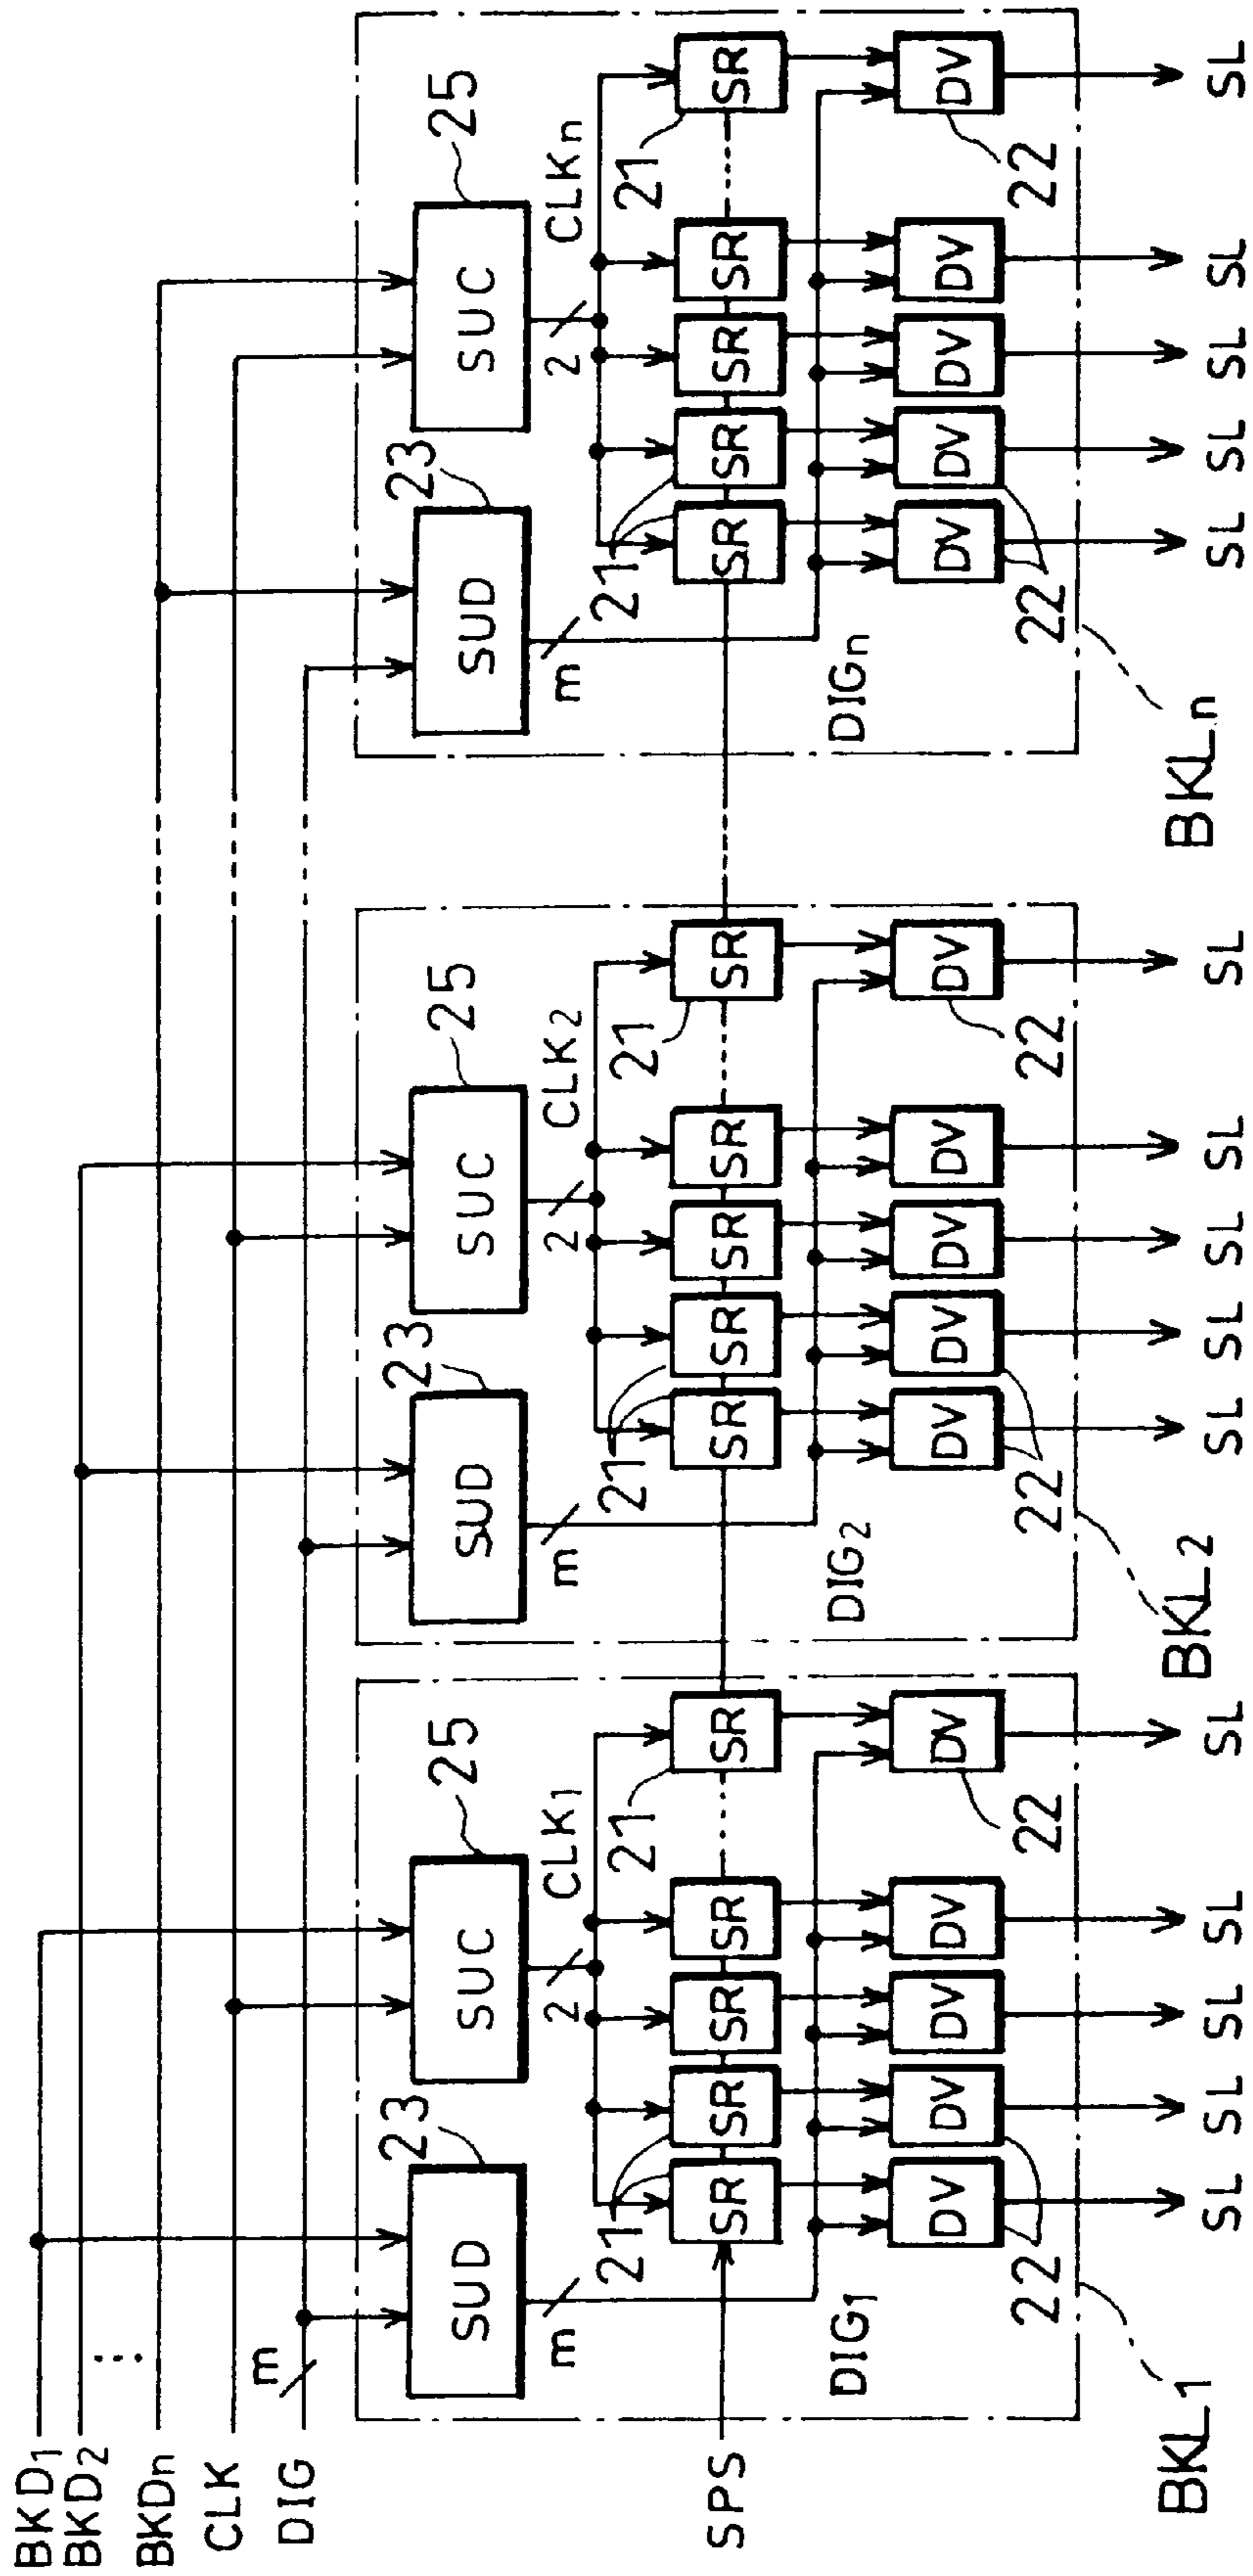 BKD1
BKD2
⋮
BKDn
CLK
DIG
m
SPS
23
25
23
25
23
25
SUD
SUC
SUD
SUC
SUD
SUC
m
2
CLK1
m
2
CLK2
m
2
CLKn
21
21
21
21
21
21
SR SR SR SR SR
SR SR SR SR SR
SR SR SR SR SR
DIG1
DIG2
DIGn
DV DV DV DV DV
DV DV DV DV DV
DV DV DV DV DV
22
22
22
22
22
22
BKL1
BKL2
BKLn
SL SL SL SL SL
SL SL SL SL SL
SL SL SL SL SL